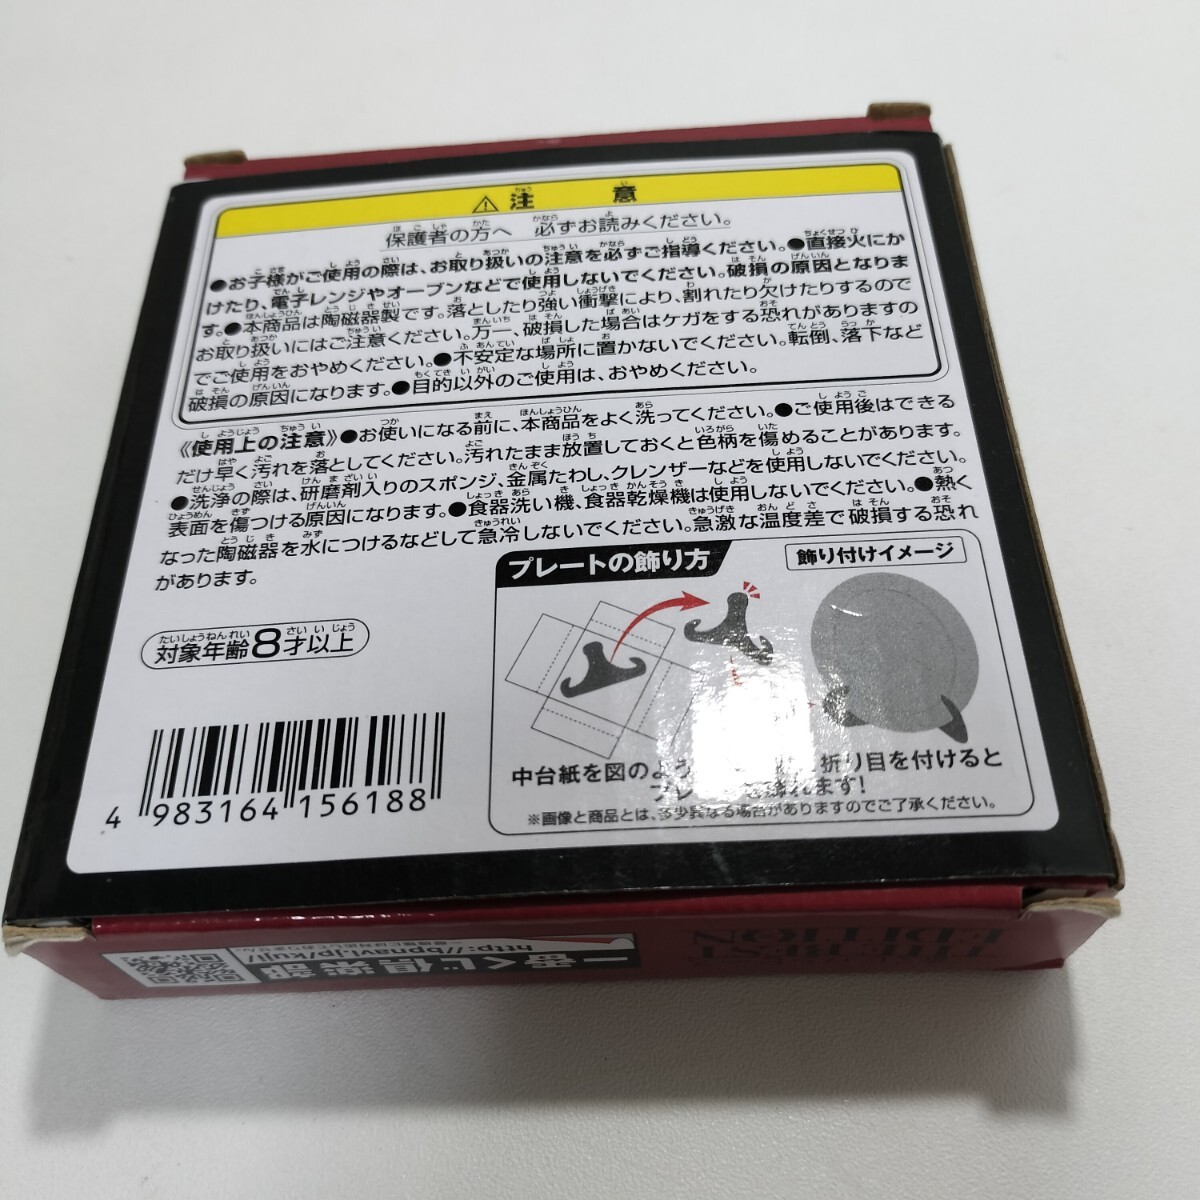 ⚠注意
保護者の方へ 必ずお読みください。
●お子様がご使用の際は、お取り扱いの注意を必ずご指導ください。●直接火にか
けたり、電子レンジやオーブンなどで使用しないでください。破損の原因となりま
す。●本商品は陶磁器製です。落としたり強い衝撃により、割れたり欠けたりするので
お取り扱いにはご注意ください。万一、破損した場合はケガをする恐れがありますの
でご使用をおやめください。●不安定な場所に置かないでください。転倒、落下など
破損の原因になります。●目的以外のご使用は、おやめください。
《使用上の注意》●お使いになる前に、本商品をよく洗ってください。●ご使用後はできる
だけ早く汚れを落としてください。汚れたまま放置しておくと色柄を傷めることがあります。
●洗浄の際は、研磨剤入りのスポンジ、金属たわし、クレンザーなどを使用しないでください。
表面を傷つける原因になります。●食器洗い機、食器乾燥機は使用しないでください。●熱く
なった陶磁器を水につけるなどして急冷しないでください。急激な温度差で破損する恐れ
があります。
プレートの飾り方
飾り付けイメージ
対象年齢8才以上
中台紙を図のよう 折り目を付けると
プ れます!
※画像と商品とは、多少異なる場合がありますのでご了承ください。
4 983164 156188
一番くじ倶楽部
http://bpnavi.jp/kuji/
EDITION